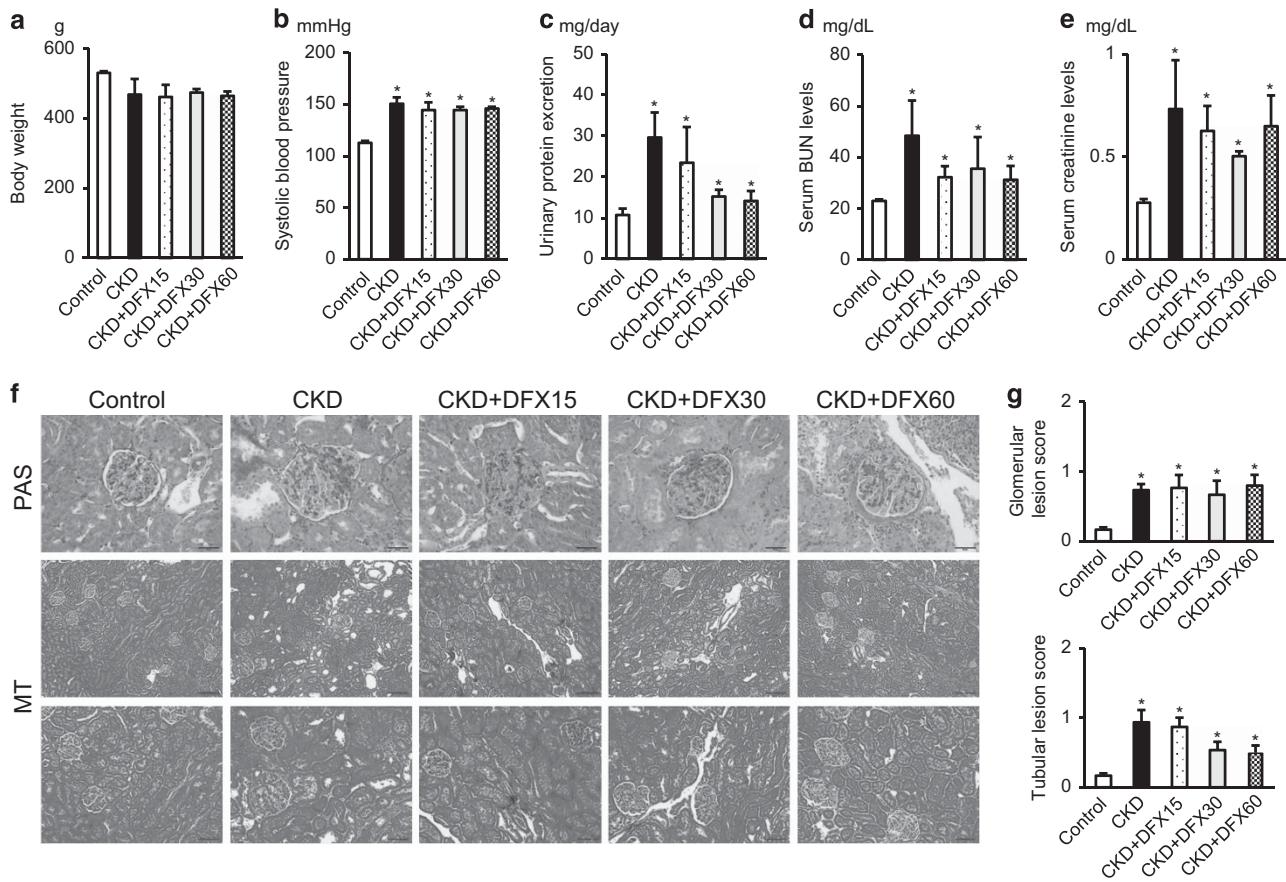 a
g
Body weight
600
400
200
0
Control
CKD
CKD+DFX15
CKD+DFX30
CKD+DFX60
b
mmHg
Systolic blood pressure
200
150
100
50
0
*
*
*
*
Control
CKD
CKD+DFX15
CKD+DFX30
CKD+DFX60
c
mg/day
Urinary protein excretion
50
40
30
20
10
0
*
*
*
*
Control
CKD
CKD+DFX15
CKD+DFX30
CKD+DFX60
d
mg/dL
Serum BUN levels
80
60
40
20
0
*
*
*
*
Control
CKD
CKD+DFX15
CKD+DFX30
CKD+DFX60
e
mg/dL
Serum creatinine levels
1
0.5
0
*
*
*
*
Control
CKD
CKD+DFX15
CKD+DFX30
CKD+DFX60
f
Control
CKD
CKD+DFX15
CKD+DFX30
CKD+DFX60
PAS
MT
g
Glomerular
lesion score
2
1
0
*
*
*
*
Control
CKD
CKD+DFX15
CKD+DFX30
CKD+DFX60
Tubular lesion score
2
1
0
*
*
*
*
Control
CKD
CKD+DFX15
CKD+DFX30
CKD+DFX60